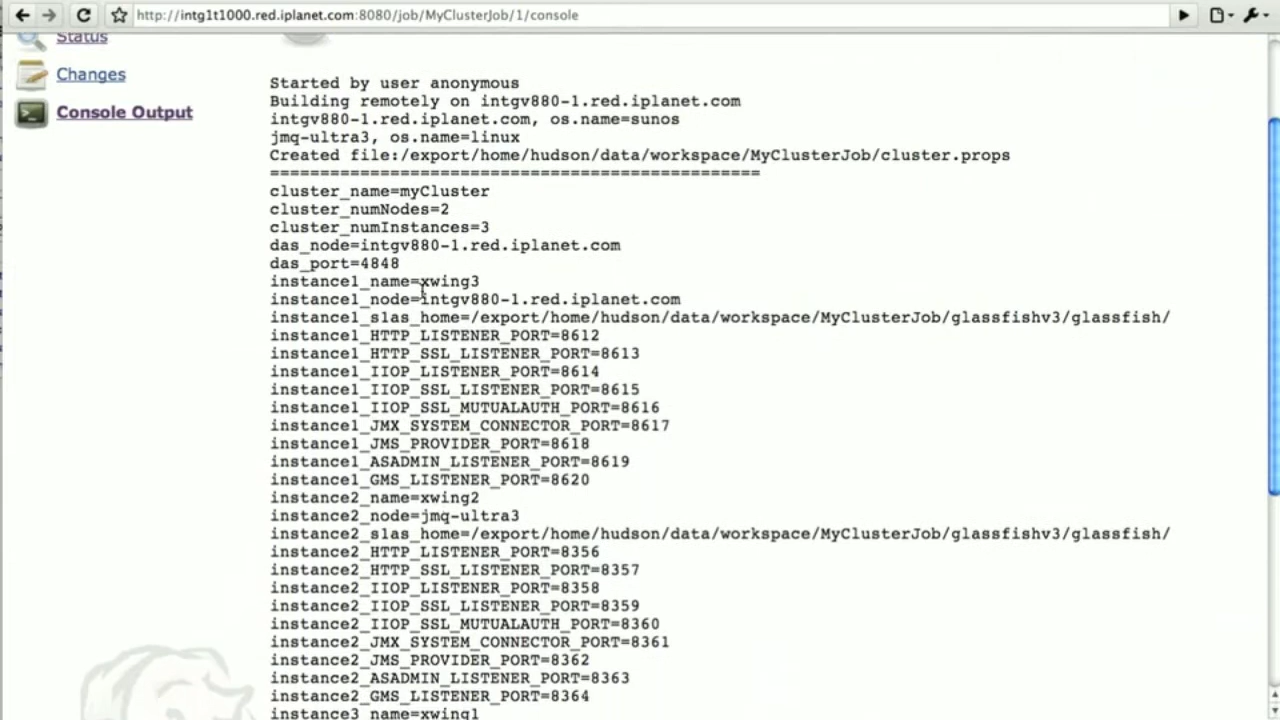 http://intg1t1000.red.iplanet.com:8080/job/MyClusterJob/1/console
Status
Changes
Console Output
Started by user anonymous
Building remotely on intgv880-1.red.iplanet.com
intgv880-1.red.iplanet.com, os.name=sunos
jmq-ultra3, os.name=linux
Created file:/export/home/hudson/data/workspace/MyClusterJob/cluster.props
=================================================
cluster_name=myCluster
cluster_numNodes=2
cluster_numInstances=3
das_node=intgv880-1.red.iplanet.com
das_port=4848
instance1_name=xwing3
instance1_node=intgv880-1.red.iplanet.com
instance1_s1as_home=/export/home/hudson/data/workspace/MyClusterJob/glassfishv3/glassfish/
instance1_HTTP_LISTENER_PORT=8612
instance1_HTTP_SSL_LISTENER_PORT=8613
instance1_IIOP_LISTENER_PORT=8614
instance1_IIOP_SSL_LISTENER_PORT=8615
instance1_IIOP_SSL_MUTUALAUTH_PORT=8616
instance1_JMX_SYSTEM_CONNECTOR_PORT=8617
instance1_JMS_PROVIDER_PORT=8618
instance1_ASADMIN_LISTENER_PORT=8619
instance1_GMS_LISTENER_PORT=8620
instance2_name=xwing2
instance2_node=jmq-ultra3
instance2_s1as_home=/export/home/hudson/data/workspace/MyClusterJob/glassfishv3/glassfish/
instance2_HTTP_LISTENER_PORT=8356
instance2_HTTP_SSL_LISTENER_PORT=8357
instance2_IIOP_LISTENER_PORT=8358
instance2_IIOP_SSL_LISTENER_PORT=8359
instance2_IIOP_SSL_MUTUALAUTH_PORT=8360
instance2_JMX_SYSTEM_CONNECTOR_PORT=8361
instance2_JMS_PROVIDER_PORT=8362
instance2_ASADMIN_LISTENER_PORT=8363
instance2_GMS_LISTENER_PORT=8364
instance3_name=xwing1